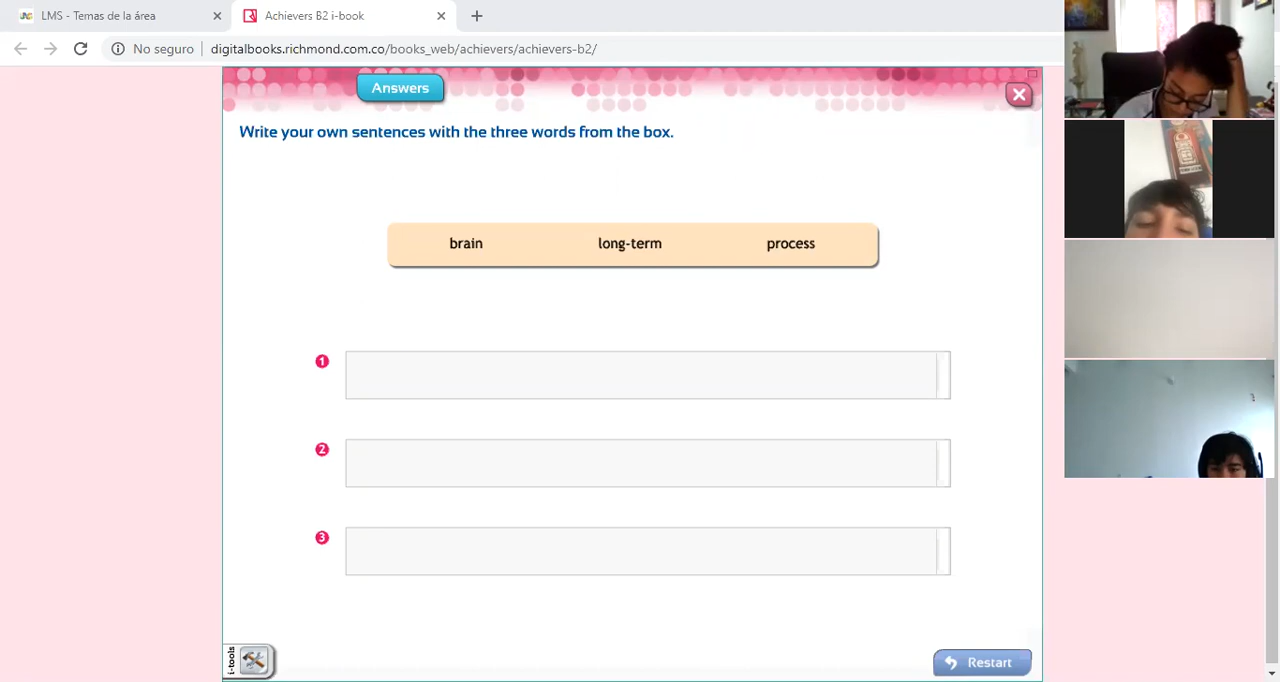 LMS - Temas de la área
Achievers B2 i-book
No seguro
digitalbooks.richmond.com.co/books_web/achievers/achievers-b2/
Answers
Write your own sentences with the three words from the box.
brain long-term process
1
2
3
i-tools
Restart